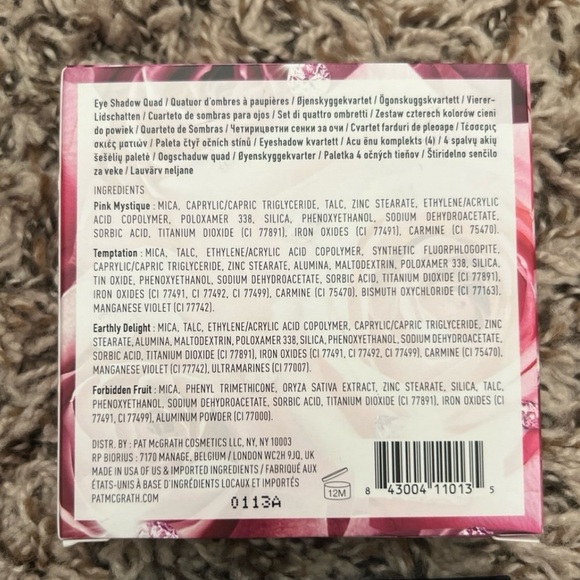 Eye Shadow Quad / Quatuor d'ombres à paupières / Øjenskyggekvartet / Ögonskuggskvartett / Vierer-
Lidschatten / Cuarteto de sombras para ojos / Set di quattro ombretti / Zestaw czterech kolorów cieni
do powiek / Quarteto de Sombras / Четирицветни сенки за очи / Cvartet farduri de pleoape / Τέσσερις
σκιές ματιών / Paleta čtyř očních stínů / Eyeshadow kvartett / Acu ēnu komplekts (4) / 4 spalvų akių
šešėlių paletė / Oogschaduw quad / Øyenskyggekvarter / Paletka 4 očných tieňov / Štiridelno senčilo
za veke / Lauvärv neljane
INGREDIENTS
Pink Mystique : MICA, CAPRYLIC/CAPRIC TRIGLYCERIDE, TALC, ZINC STEARATE, ETHYLENE/ACRYLIC
ACID COPOLYMER, POLOXAMER 338, SILICA, PHENOXYETHANOL, SODIUM DEHYDROACETATE,
SORBIC ACID, TITANIUM DIOXIDE (CI 77891), IRON OXIDES (CI 77491), CARMINE (CI 75470).
Temptation : MICA, TALC, ETHYLENE/ACRYLIC ACID COPOLYMER, SYNTHETIC FLUORPHLOGOPITE,
CAPRYLIC/CAPRIC TRIGLYCERIDE, ZINC STEARATE, ALUMINA, MALTODEXTRIN, POLOXAMER 338, SILICA,
TIN OXIDE, PHENOXYETHANOL, SODIUM DEHYDROACETATE, SORBIC ACID, TITANIUM DIOXIDE (CI 77891),
IRON OXIDES (CI 77491, CI 77492, CI 77499), CARMINE (CI 75470), BISMUTH OXYCHLORIDE (CI 77163),
MANGANESE VIOLET (CI 77742).
Earthly Delight : MICA, TALC, ETHYLENE/ACRYLIC ACID COPOLYMER, CAPRYLIC/CAPRIC TRIGLYCERIDE, ZINC
STEARATE, ALUMINA, MALTODEXTRIN, POLOXAMER 338, SILICA, PHENOXYETHANOL, SODIUM DEHYDROACETATE,
SORBIC ACID, TITANIUM DIOXIDE (CI 77891), IRON OXIDES (CI 77491, CI 77492, CI 77499), CARMINE (CI 75470),
MANGANESE VIOLET (CI 77742), ULTRAMARINES (CI 77007).
Forbidden Fruit : MICA, PHENYL TRIMETHICONE, ORYZA SATIVA EXTRACT, ZINC STEARATE, SILICA, TALC,
PHENOXYETHANOL, SODIUM DEHYDROACETATE, SORBIC ACID, TITANIUM DIOXIDE (CI 77891), IRON OXIDES (CI
77491, CI 77499), ALUMINUM POWDER (CI 77000).
DISTR. BY : PAT McGRATH COSMETICS LLC, NY, NY 10003
RP BIORIUS : 7170 MANAGE, BELGIUM / LONDON WC2H 9JQ, UK
MADE IN USA OF US & IMPORTED INGREDIENTS / FABRIQUÉ AUX
ÉTATS-UNIS À BASE D'INGRÉDIENTS LOCAUX ET IMPORTÉS
PATMCGRATH.COM
0113A
12M
8 43004 11013 5